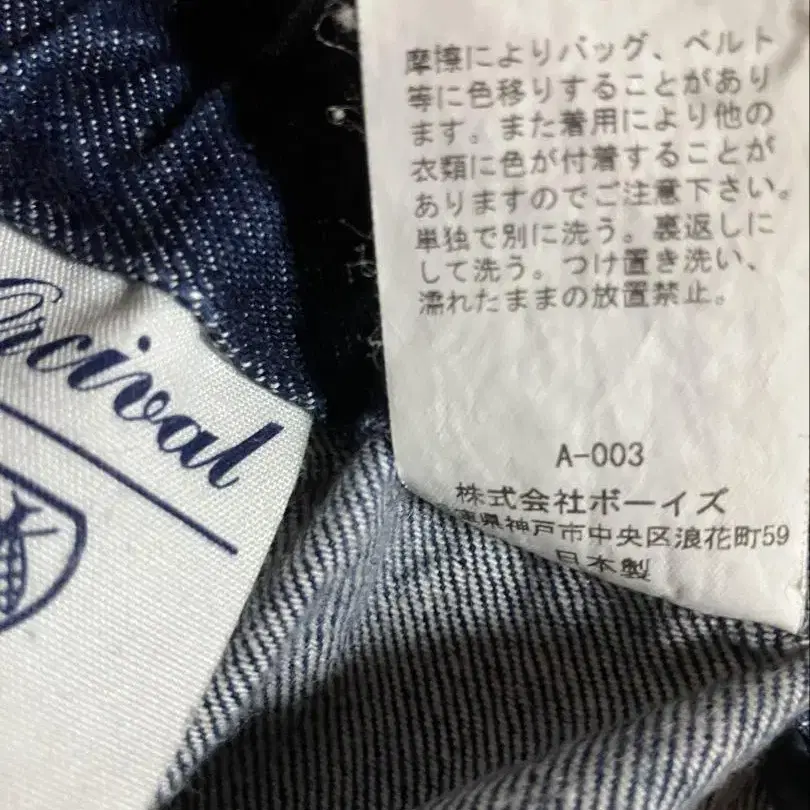 摩擦によりバッグ、ベルト
等に色移りすることがあり
ます。また着用により他の
衣類に色が付着することが
ありますのでご注意下さい。
単独で別に洗う。裏返しに
して洗う。つけ置き洗い、
濡れたままの放置禁止。
A-003
株式会社ボーイズ
庫県神戸市中央区浪花町59
日本製
Orcival